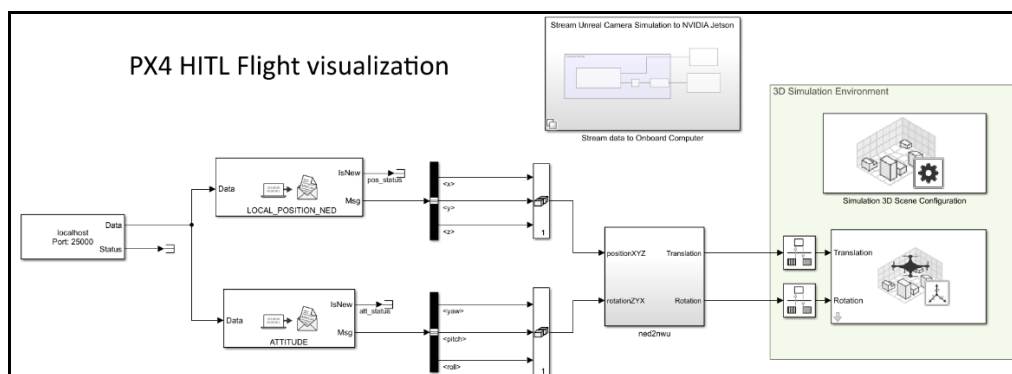 Stream Unreal Camera Simulation to NVIDIA Jetson
PX4 HITL Flight visualization
Stream data to Onboard Computer
3D Simulation Environment
Simulation 3D Scene Configuration
localhost
Port: 25000
Data
Status
Data
IsNew
Msg
LOCAL_POSITION_NED
pos_status
<x>
<y>
<z>
1
Data
IsNew
Msg
ATTITUDE
att_status
<yaw>
<pitch>
<roll>
1
positionXYZ
rotationZYX
Translation
Rotation
ned2nwu
Translation
Rotation